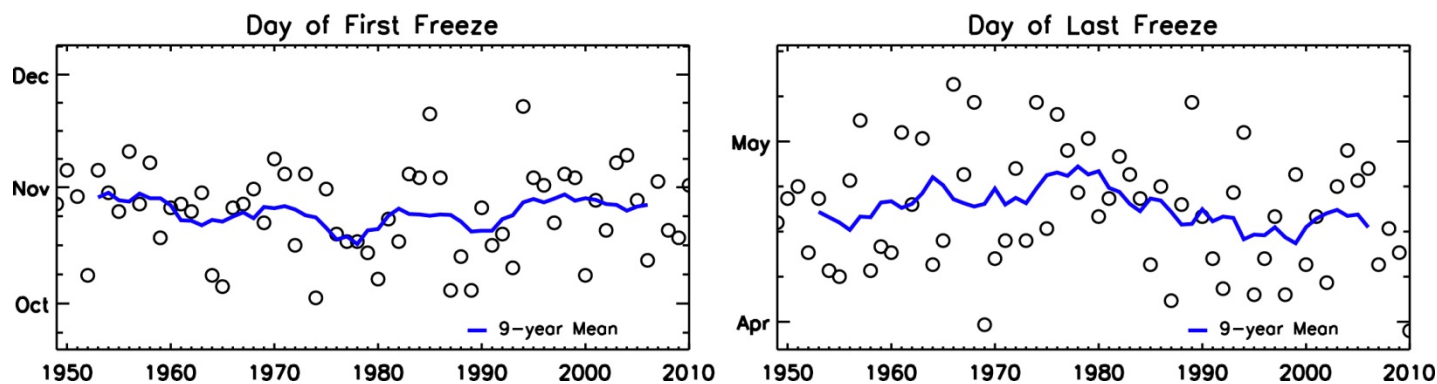 Day of First Freeze
Dec
Nov
Oct
9-year Mean
1950 1960 1970 1980 1990 2000 2010
Day of Last Freeze
May
Apr
9-year Mean
1950 1960 1970 1980 1990 2000 2010